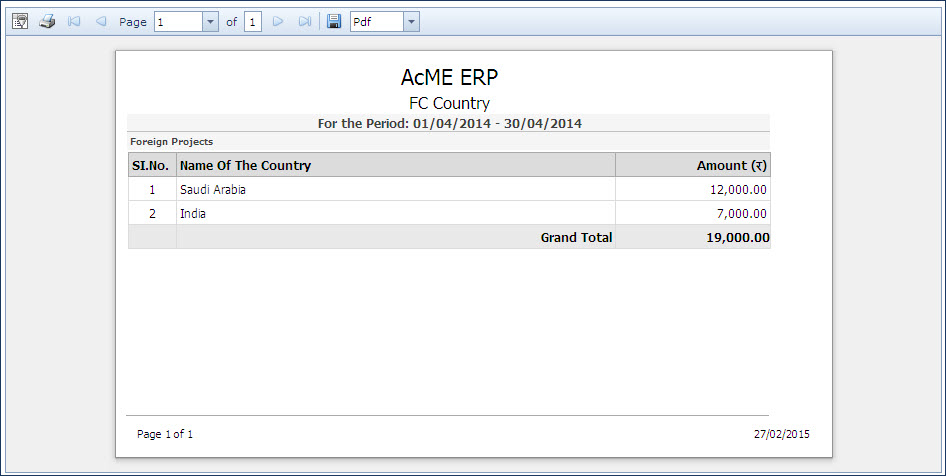 Page 1 of 1 Pdf
AcME ERP
FC Country
For the Period: 01/04/2014 - 30/04/2014
Foreign Projects
SI.No. Name Of The Country Amount (₹)
1 Saudi Arabia 12,000.00
2 India 7,000.00
Grand Total 19,000.00
Page 1 of 1 27/02/2015